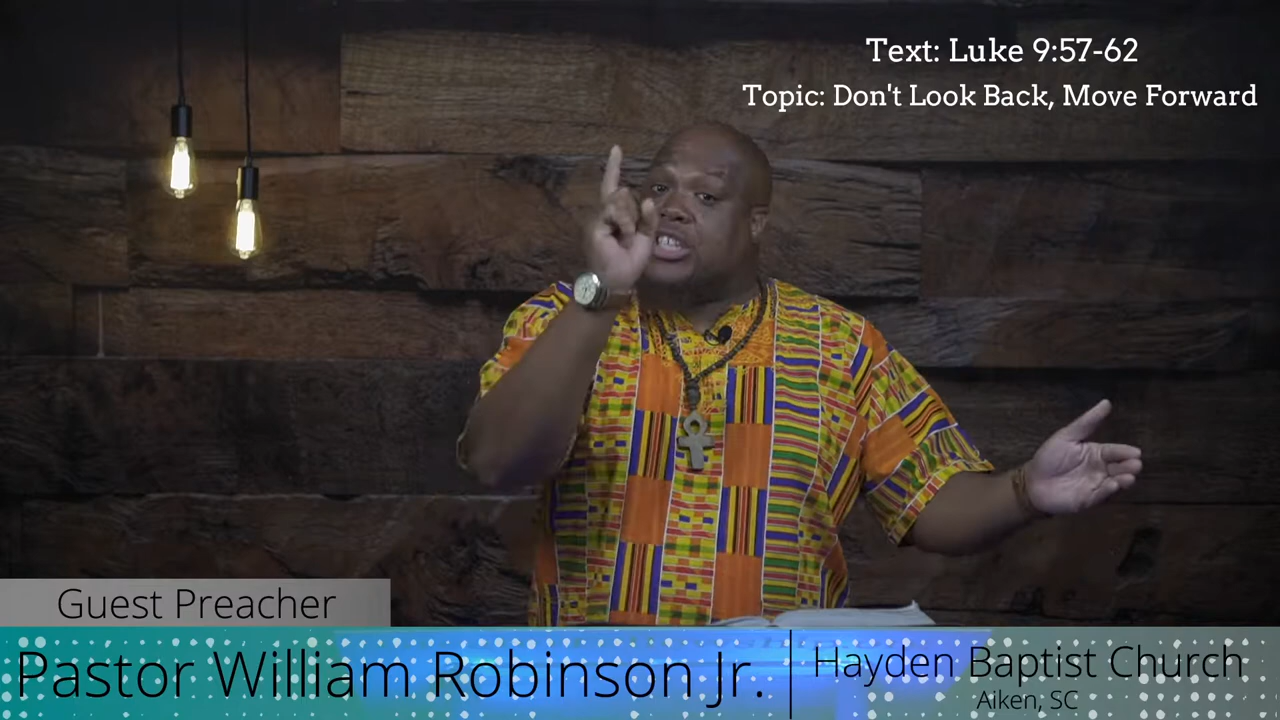 Text: Luke 9:57-62
Topic: Don't Look Back, Move Forward
Guest Preacher
Pastor William Robinson Jr.
Hayden Baptist Church
Aiken, SC